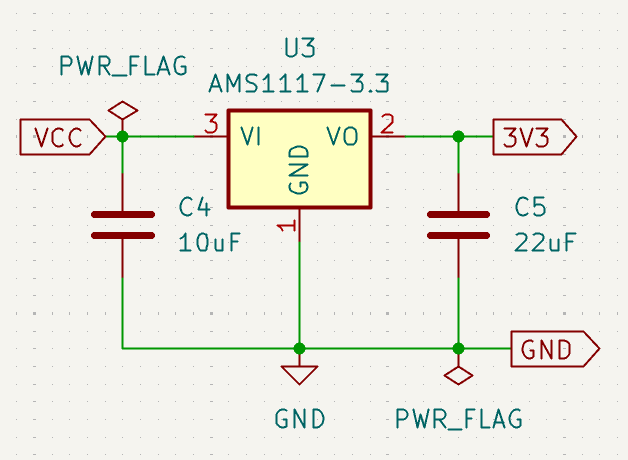 U3
PWR_FLAG
AMS1117-3.3
VCC
3
VI
VO
2
3V3
GND
1
C4
10uF
C5
22uF
GND
GND
PWR_FLAG